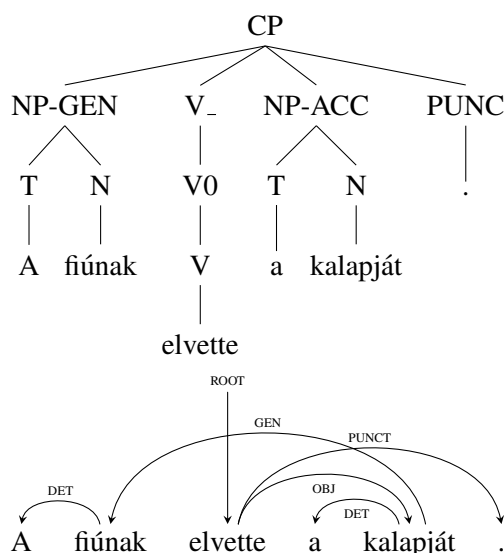 CP
NP-GEN V_ NP-ACC PUNC
T N V0 T N .
A fiúnak V a kalapját
elvette
ROOT
GEN PUNCT
DET OBJ DET
A fiúnak elvette a kalapját .